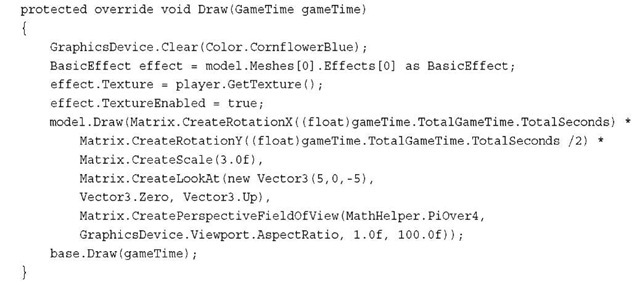 protected override void Draw(GameTime gameTime)
{
    GraphicsDevice.Clear(Color.CornflowerBlue);
    BasicEffect effect = model.Meshes[0].Effects[0] as BasicEffect;
    effect.Texture = player.GetTexture();
    effect.TextureEnabled = true;
    model.Draw(Matrix.CreateRotationX((float)gameTime.TotalGameTime.TotalSeconds) *
        Matrix.CreateRotationY((float)gameTime.TotalGameTime.TotalSeconds /2) *
        Matrix.CreateScale(3.0f),
        Matrix.CreateLookAt(new Vector3(5,0,-5),
        Vector3.Zero, Vector3.Up),
        Matrix.CreatePerspectiveFieldOfView(MathHelper.PiOver4,
        GraphicsDevice.Viewport.AspectRatio, 1.0f, 100.0f));
    base.Draw(gameTime);
}